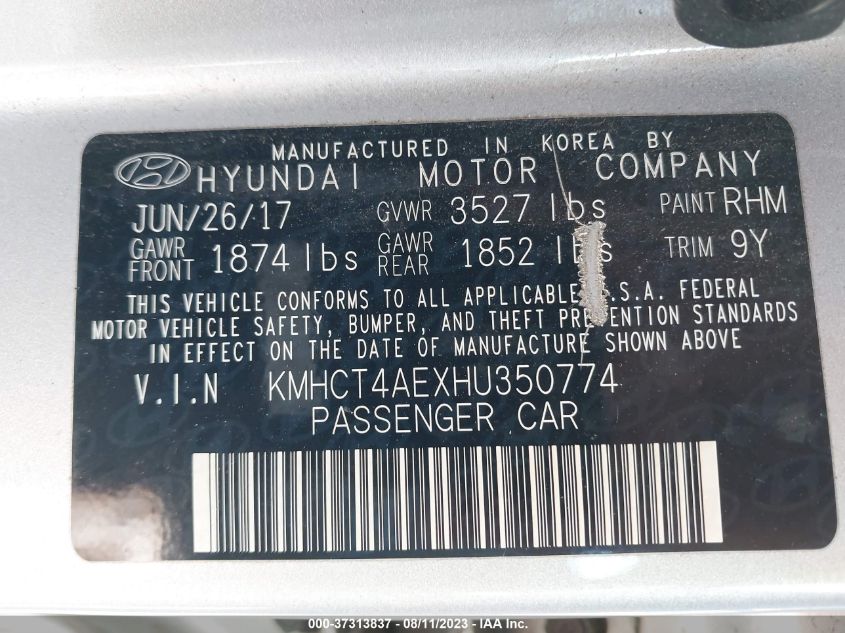 MANUFACTURED IN KOREA BY
HYUNDAI MOTOR COMPANY
JUN/26/17 GVWR 3527 lbs PAINT RHM
GAWR FRONT 1874 lbs GAWR REAR 1852 lbs TRIM 9Y
THIS VEHICLE CONFORMS TO ALL APPLICABLE U.S.A. FEDERAL
MOTOR VEHICLE SAFETY, BUMPER, AND THEFT PREVENTION STANDARDS
IN EFFECT ON THE DATE OF MANUFACTURE SHOWN ABOVE
V.I.N KMHCT4AEXHU350774
PASSENGER CAR
000-37313837 - 08/11/2023 - IAA Inc.